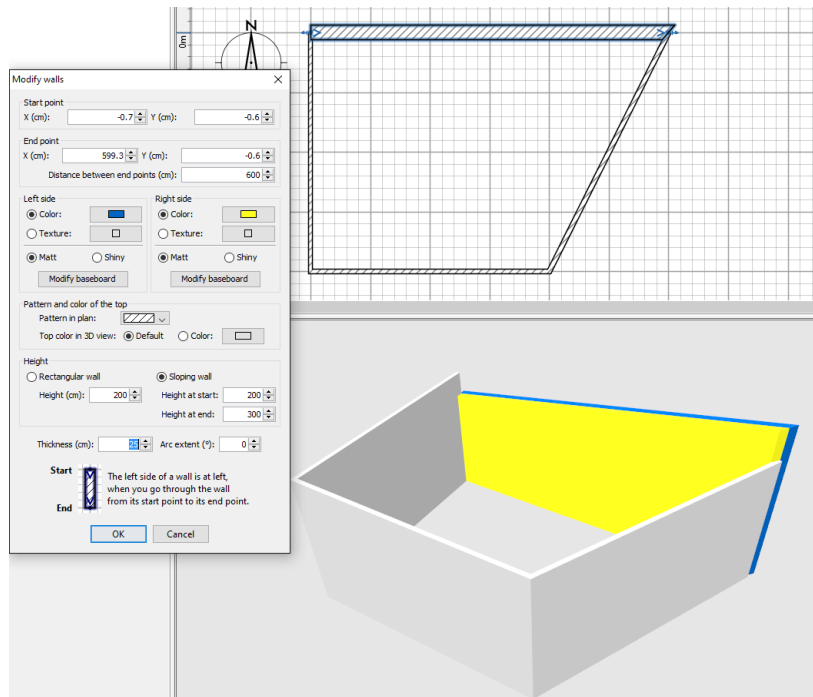 N
0m
Modify walls
Start point
X (cm): -0.7 Y (cm): -0.6
End point
X (cm): 599.3 Y (cm): -0.6
Distance between end points (cm): 600
Left side
Color:
Texture:
Matt Shiny
Modify baseboard
Right side
Color:
Texture:
Matt Shiny
Modify baseboard
Pattern and color of the top
Pattern in plan:
Top color in 3D view: Default Color:
Height
Rectangular wall
Height (cm): 200
Sloping wall
Height at start: 200
Height at end: 300
Thickness (cm): 25 Arc extent (º): 0
Start
End
The left side of a wall is at left,
when you go through the wall
from its start point to its end point.
OK Cancel